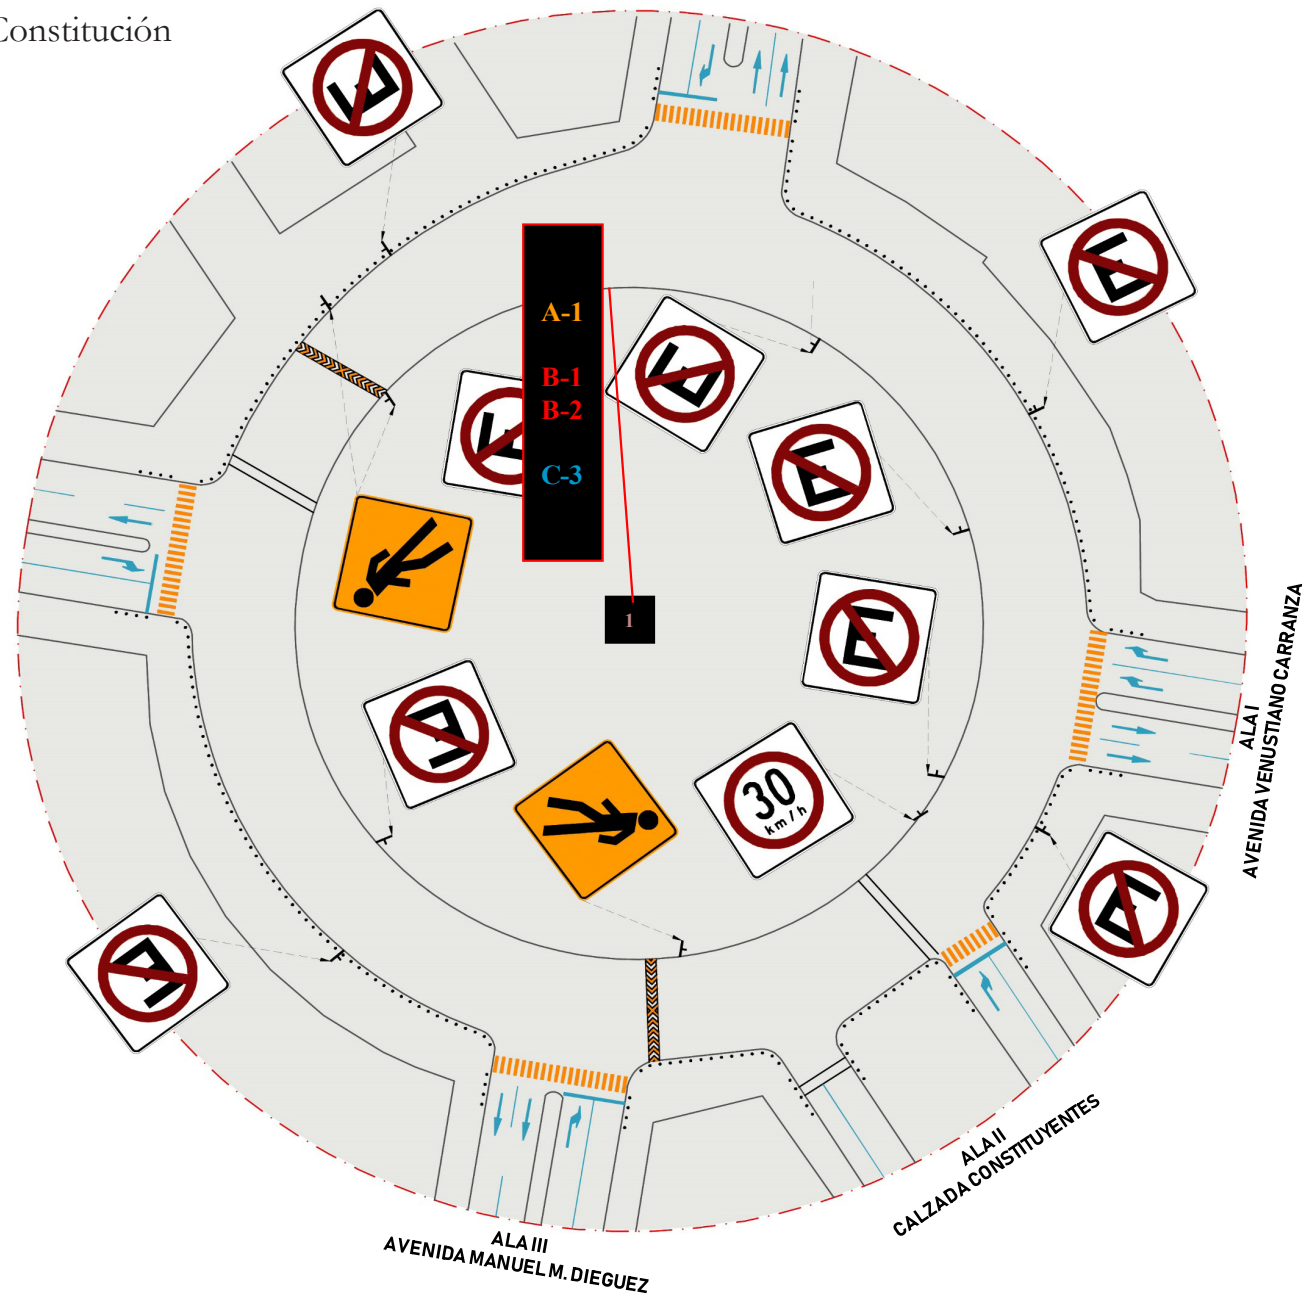 Constitución
E
E
E
A-1
B-1
B-2
C-3
E
E
E
1
E
30
km/h
E
E
E
ALA I
AVENIDA VENUSTIANO CARRANZA
ALA II
CALZADA CONSTITUYENTES
ALA III
AVENIDA MANUEL M. DIEGUEZ